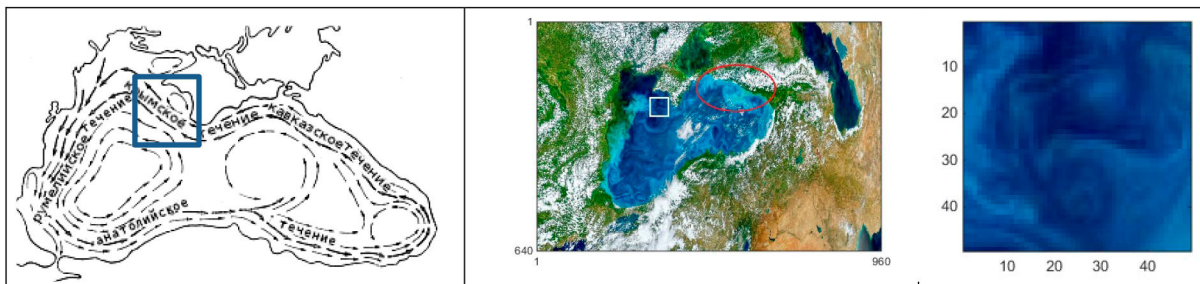 крымское
течение
румелийское
течение
кавказское
течение
анатолийское
течение
1
640
1
960
10
20
30
40
10
20
30
40